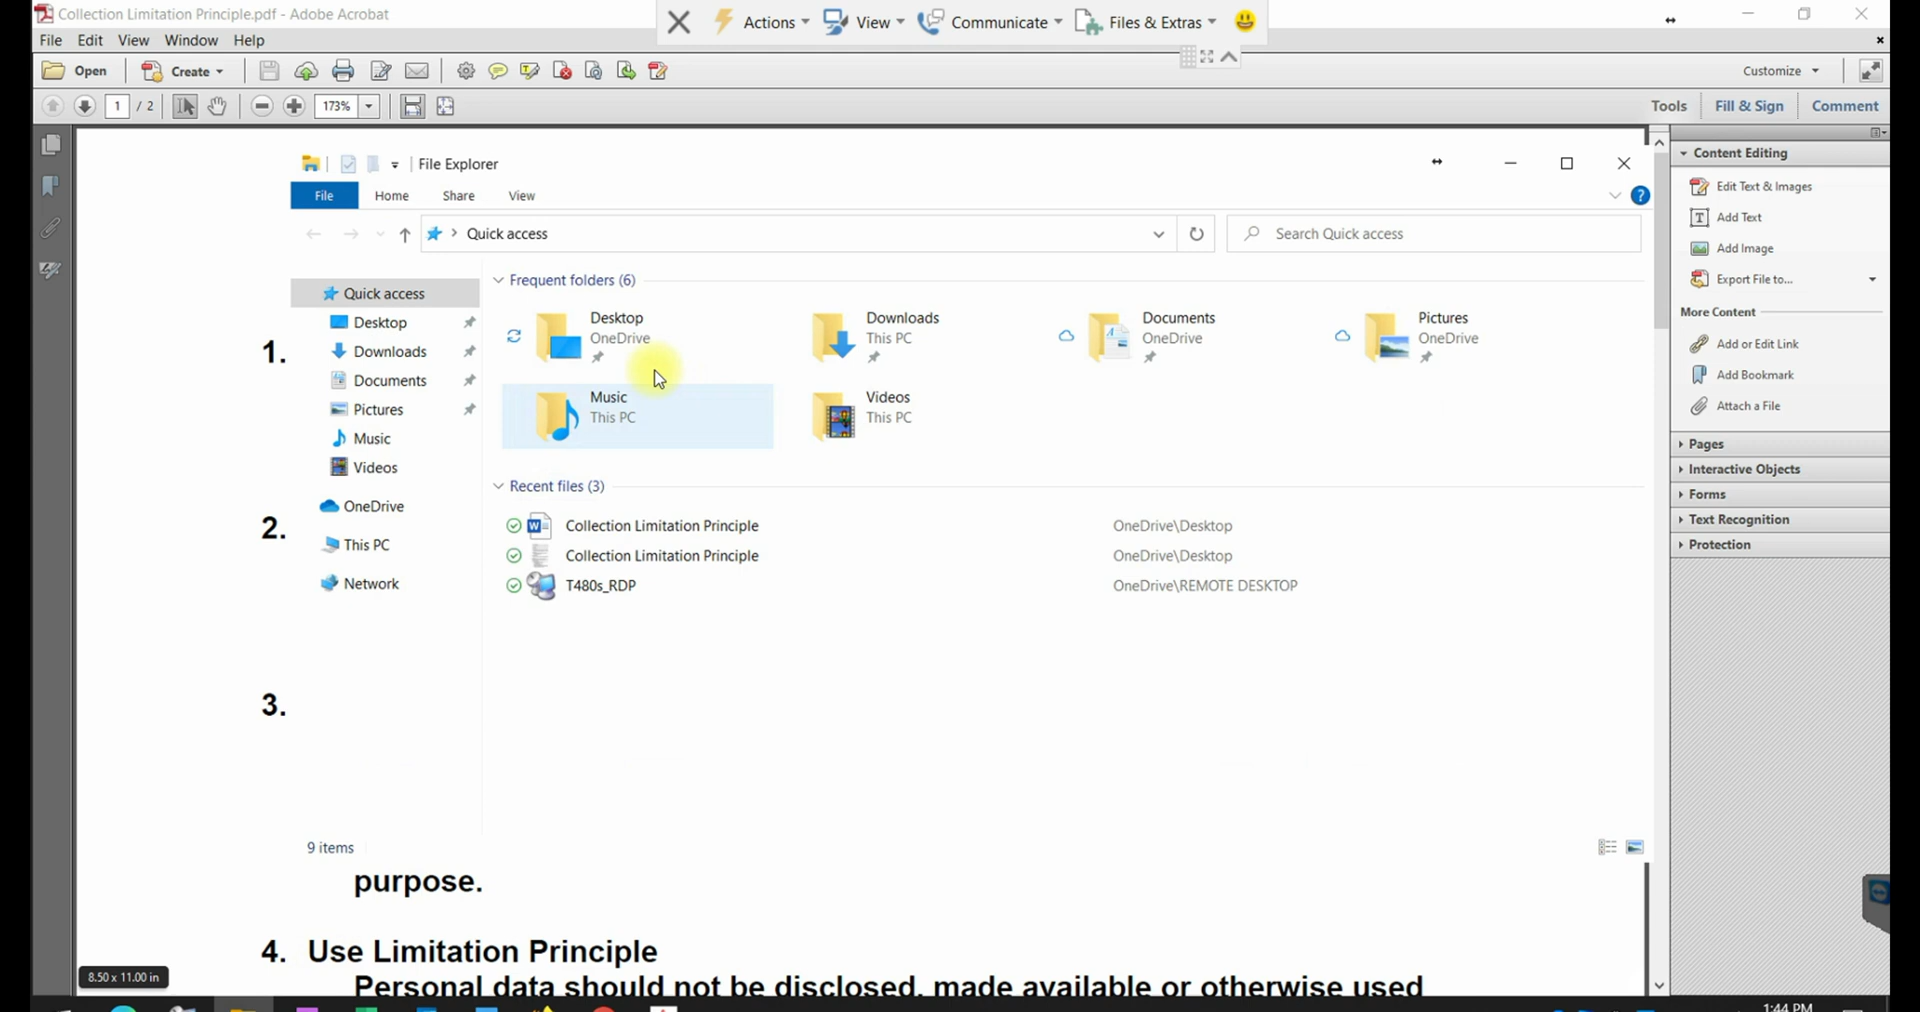 Collection Limitation Principle.pdf - Adobe Acrobat
Actions View Communicate Files & Extras
File Edit View Window Help
Open Create Customize
1 / 2 173% Tools Fill & Sign Comment
File Explorer
File Home Share View
Quick access Search Quick access
Quick access
Desktop
Downloads
Documents
Pictures
Music
Videos
OneDrive
This PC
Network
Frequent folders (6)
Desktop
OneDrive
Downloads
This PC
Documents
OneDrive
Pictures
OneDrive
Music
This PC
Videos
This PC
Recent files (3)
Collection Limitation Principle OneDrive\Desktop
Collection Limitation Principle OneDrive\Desktop
T480s_RDP OneDrive\REMOTE DESKTOP
9 items
Content Editing
Edit Text & Images
Add Text
Add Image
Export File to...
More Content
Add or Edit Link
Add Bookmark
Attach a File
Pages
Interactive Objects
Forms
Text Recognition
Protection
1.
2.
3.
purpose.
4. Use Limitation Principle
Personal data should not be disclosed, made available or otherwise used
8.50 x 11.00 in
1:44 PM